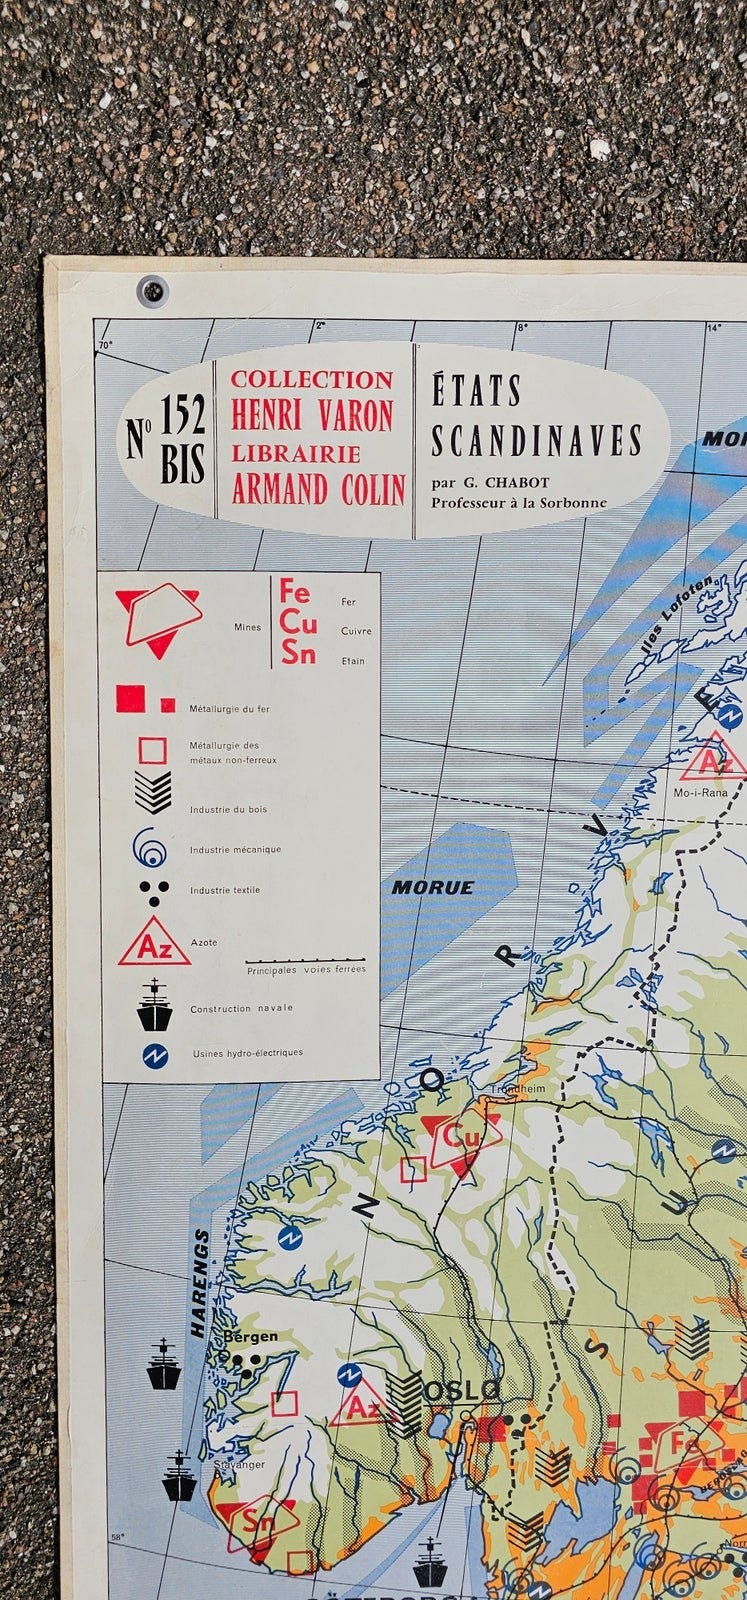 2°
8°
14°
70°
Nº 152
BIS
COLLECTION
HENRI VARON
LIBRAIRIE
ARMAND COLIN
ÉTATS
SCANDINAVES
par G. CHABOT
Professeur à la Sorbonne
Iles Lofoten
Mines
Fe Fer
Cu Cuivre
Sn Etain
Métallurgie du fer
Métallurgie des
métaux non-ferreux
Industrie du bois
Industrie mécanique
Industrie textile
Az Azote
Principales voies ferrées
Construction navale
Usines hydro-électriques
E
Az
Mo-i-Rana
V
MORUE
R
O
Trondheim
Cu
N
U
HARENGS
Bergen
S
OSLO
Az
Fe
Stavanger
Sn
58°